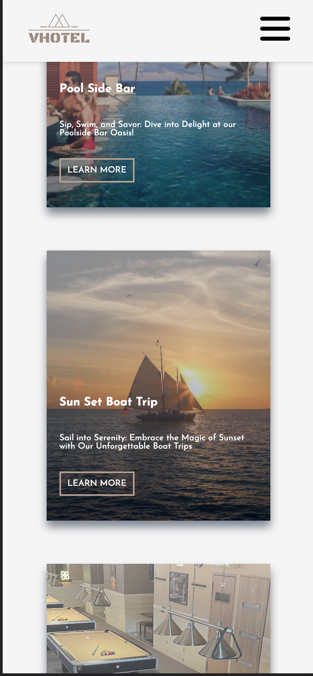 VHOTEL
Pool Side Bar
Sip, Swim, and Savor: Dive into Delight at our
Poolside Bar Oasis!
LEARN MORE
Sun Set Boat Trip
Sail into Serenity: Embrace the Magic of Sunset
with Our Unforgettable Boat Trips
LEARN MORE